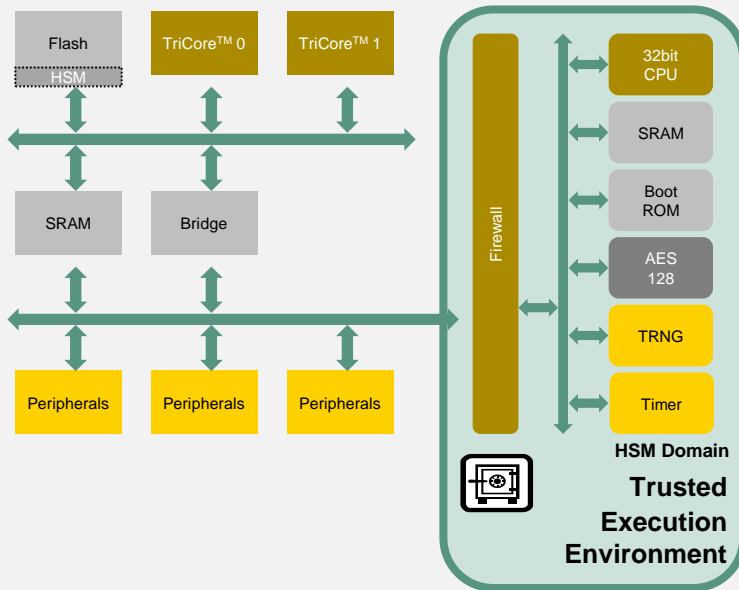 Flash
HSM
TriCore™ 0
TriCore™ 1
SRAM
Bridge
Peripherals
Peripherals
Peripherals
Firewall
32bit
CPU
SRAM
Boot
ROM
AES
128
TRNG
Timer
HSM Domain
Trusted
Execution
Environment